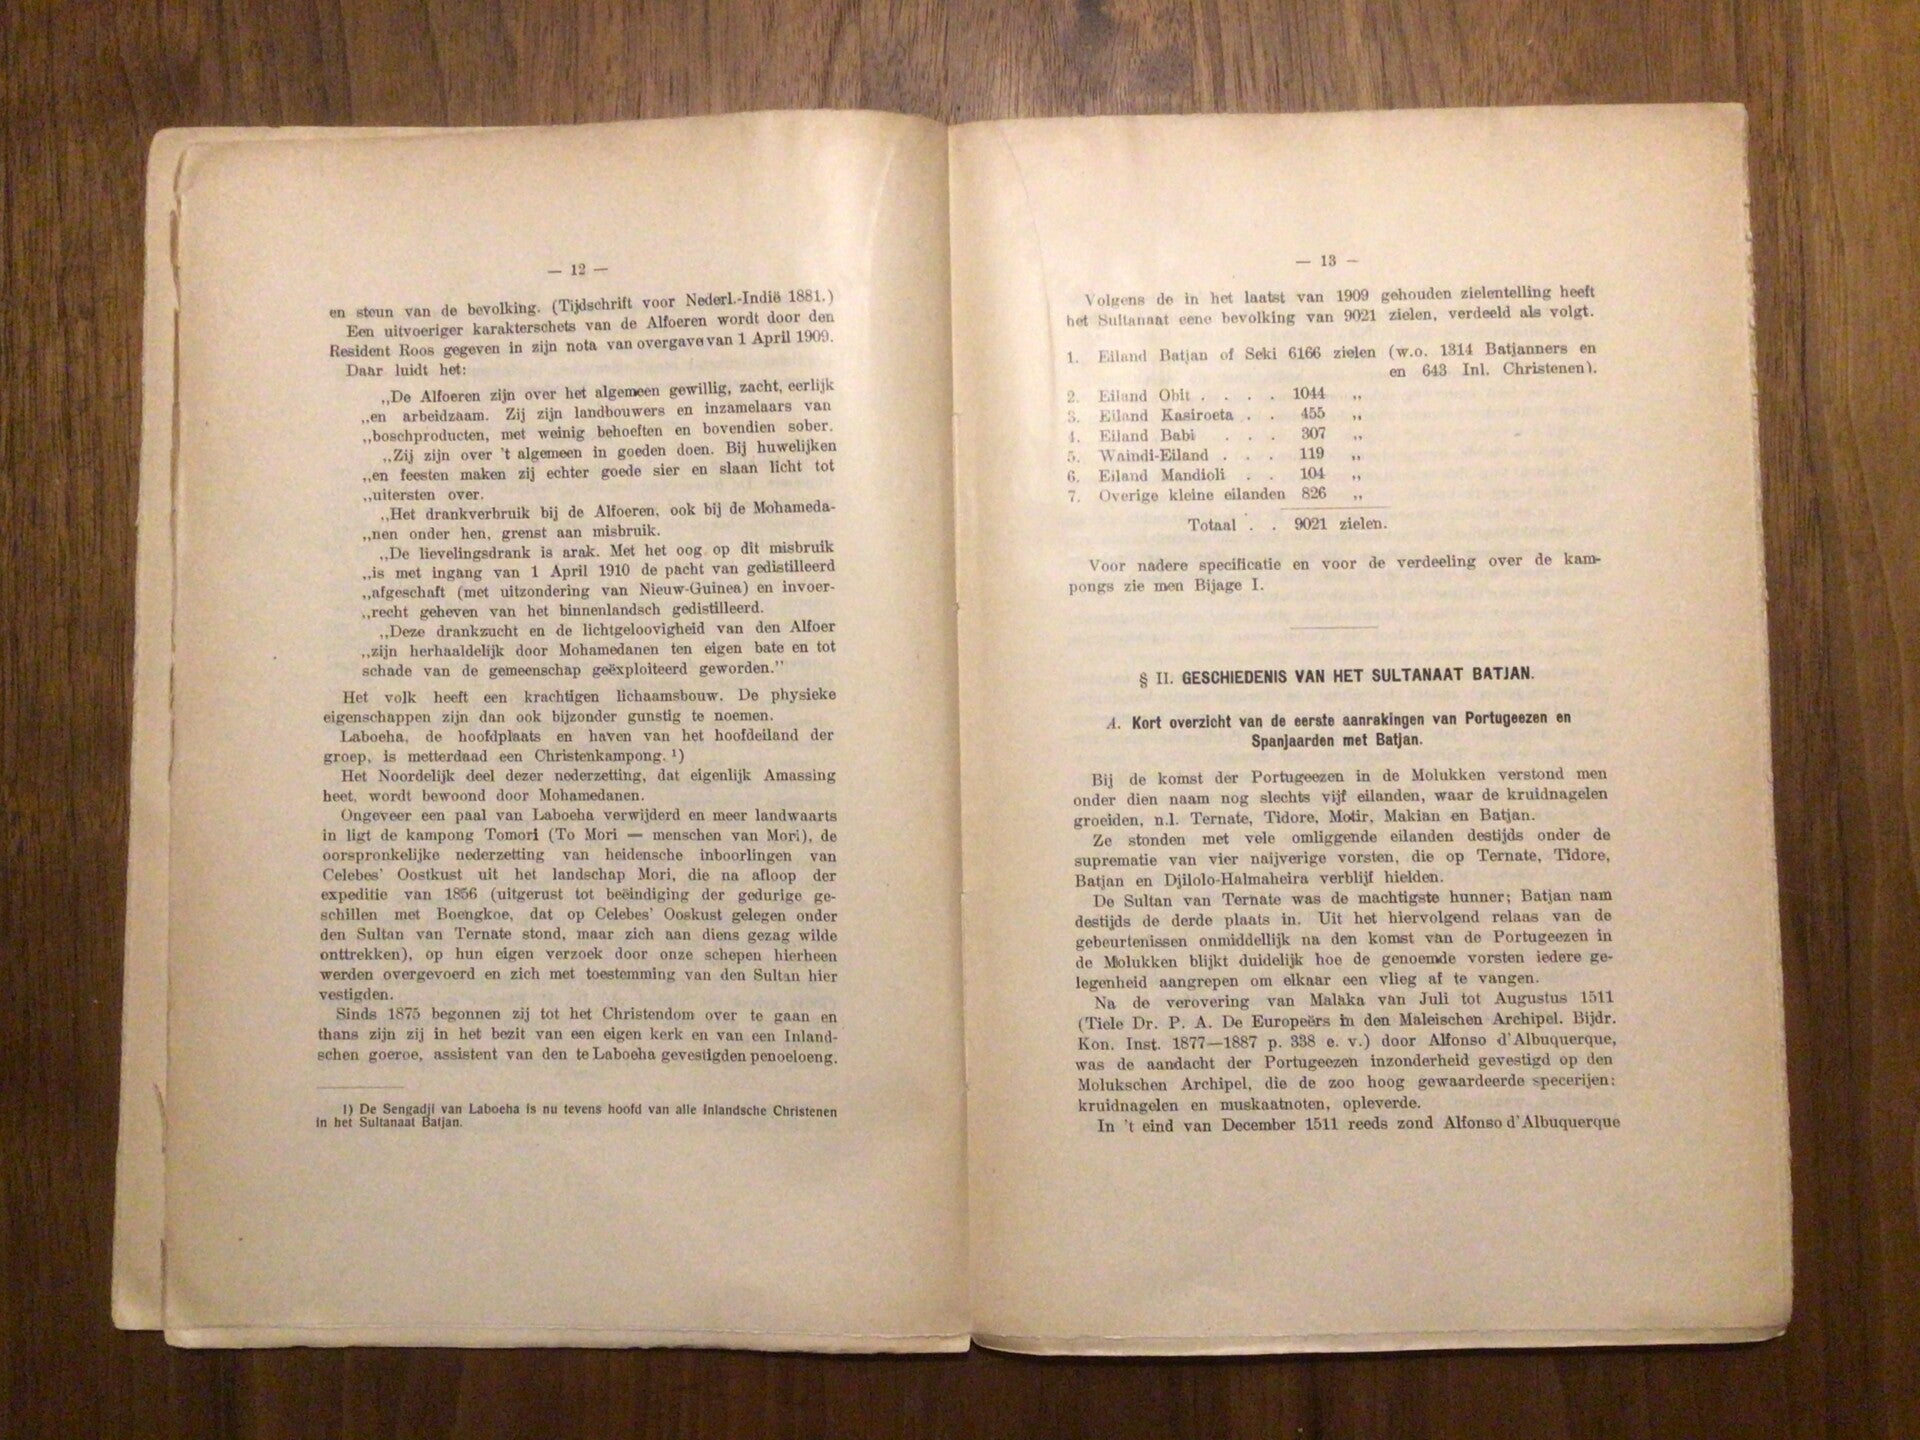 — 12 —
en steun van de bevolking. (Tijdschrift voor Nederl.-Indië 1881.)
Een uitvoeriger karakterschets van de Alfoeren wordt door den
Resident Roos gegeven in zijn nota van overgave van 1 April 1909.
Daar luidt het:
„De Alfoeren zijn over het algemeen gewillig, zacht, eerlijk
„en arbeidzaam. Zij zijn landbouwers en inzamelaars van
„boschproducten, met weinig behoeften en bovendien sober.
„Zij zijn over 't algemeen in goeden doen. Bij huwelijken
„en feesten maken zij echter goede sier en slaan licht tot
„uitersten over.
„Het drankverbruik bij de Alfoeren, ook bij de Mohameda-
„nen onder hen, grenst aan misbruik.
„De lievelingsdrank is arak. Met het oog op dit misbruik
„is met ingang van 1 April 1910 de pacht van gedistilleerd
„afgeschaft (met uitzondering van Nieuw-Guinea) en invoer-
„recht geheven van het binnenlandsch gedistilleerd.
„Deze drankzucht en de lichtgeloovigheid van den Alfoer
„zijn herhaaldelijk door Mohamedanen ten eigen bate en tot
schade van de gemeenschap geëxploiteerd geworden.”
Het volk heeft een krachtigen lichaamsbouw. De physieke
eigenschappen zijn dan ook bijzonder gunstig te noemen.
Laboeha, de hoofdplaats en haven van het hoofdeiland der
groep, is metterdaad een Christenkampong. ¹)
Het Noordelijk deel dezer nederzetting, dat eigenlijk Amassing
heet, wordt bewoond door Mohamedanen.
Ongeveer een paal van Laboeha verwijderd en meer landwaarts
in ligt de kampong Tomori (To Mori = menschen van Mori), de
oorspronkelijke nederzetting van heidensche inboorlingen van
Celebes' Oostkust uit het landschap Mori, die na afloop der
expeditie van 1856 (uitgerust tot beëindiging der gedurige ge-
schillen met Boengkoe, dat op Celebes' Ooskust gelegen onder
den Sultan van Ternate stond, maar zich aan diens gezag wilde
onttrekken), op hun eigen verzoek door onze schepen hierheen
werden overgevoerd en zich met toestemming van den Sultan hier
vestigden.
Sinds 1875 begonnen zij tot het Christendom over te gaan en
thans zijn zij in het bezit van een eigen kerk en van een Inland-
schen goeroe, assistent van den te Laboeha gevestigden penoeloeng.
1) De Sengadji van Laboeha is nu tevens hoofd van alle Inlandsche Christenen
in het Sultanaat Batjan.
— 13 —
Volgens de in het laatst van 1909 gehouden zielentelling heeft
het Sultanaat eene bevolking van 9021 zielen, verdeeld als volgt.
1. Eiland Batjan of Seki 6166 zielen (w.o. 1314 Batjanners en
en 643 Inl. Christenen).
2. Eiland Obit . . . . 1044 „
3. Eiland Kasiroeta . . 455 „
4. Eiland Babi . . . 307 „
5. Waindi-Eiland . . . 119 „
6. Eiland Mandioli . . 104 „
7. Overige kleine eilanden 826 „
Totaal . . 9021 zielen.
Voor nadere specificatie en voor de verdeeling over de kam-
pongs zie men Bijage I.
§ II. GESCHIEDENIS VAN HET SULTANAAT BATJAN.
A. Kort overzicht van de eerste aanrakingen van Portugeezen en
Spanjaarden met Batjan.
Bij de komst der Portugeezen in de Molukken verstond men
onder dien naam nog slechts vijf eilanden, waar de kruidnagelen
groeiden, n.l. Ternate, Tidore, Motir, Makian en Batjan.
Ze stonden met vele omliggende eilanden destijds onder de
suprematie van vier naijverige vorsten, die op Ternate, Tidore,
Batjan en Djilolo-Halmaheira verblijf hielden.
De Sultan van Ternate was de machtigste hunner; Batjan nam
destijds de derde plaats in. Uit het hiervolgend relaas van de
gebeurtenissen onmiddellijk na den komst van de Portugeezen in
de Molukken blijkt duidelijk hoe de genoemde vorsten iedere ge-
legenheid aangrepen om elkaar een vlieg af te vangen.
Na de verovering van Malaka van Juli tot Augustus 1511
(Tiele Dr. P. A. De Europeërs in den Maleischen Archipel. Bijdr.
Kon. Inst. 1877—1887 p. 338 e. v.) door Alfonso d'Albuquerque,
was de aandacht der Portugeezen inzonderheid gevestigd op den
Molukschen Archipel, die de zoo hoog gewaardeerde specerijen:
kruidnagelen en muskaatnoten, opleverde.
In 't eind van December 1511 reeds zond Alfonso d'Albuquerque